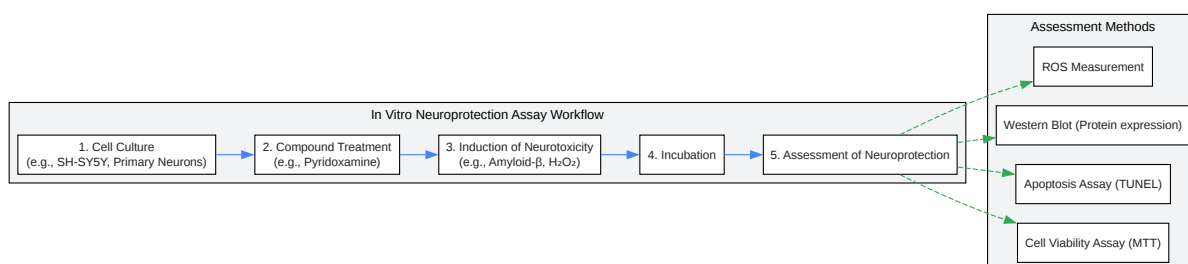 Assessment Methods
ROS Measurement
In Vitro Neuroprotection Assay Workflow
Western Blot (Protein expression)
1. Cell Culture
(e.g., SH-SY5Y, Primary Neurons)
2. Compound Treatment
(e.g., Pyridoxamine)
3. Induction of Neurotoxicity
(e.g., Amyloid-β, H₂O₂)
4. Incubation
5. Assessment of Neuroprotection
Apoptosis Assay (TUNEL)
Cell Viability Assay (MTT)